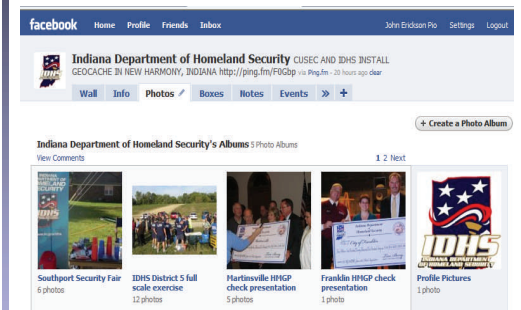 facebook Home Profile Friends Inbox John Erickson Pio Settings Logout
Indiana Department of Homeland Security CUSEC AND IDHS INSTALL
GEOCACHE IN NEW HARMONY, INDIANA http://ping.fm/F0Gbp via Ping.fm - 20 hours ago clear
Wall Info Photos Boxes Notes Events » +
+ Create a Photo Album
Indiana Department of Homeland Security's Albums 5 Photo Albums
View Comments 1 2 Next
IDHS
INDIANA DEPARTMENT
OF HOMELAND SECURITY
Southport Security Fair
6 photos
IDHS District 5 full
scale exercise
12 photos
Martinsville HMGP
check presentation
5 photos
Franklin HMGP check
presentation
1 photo
Profile Pictures
1 photo